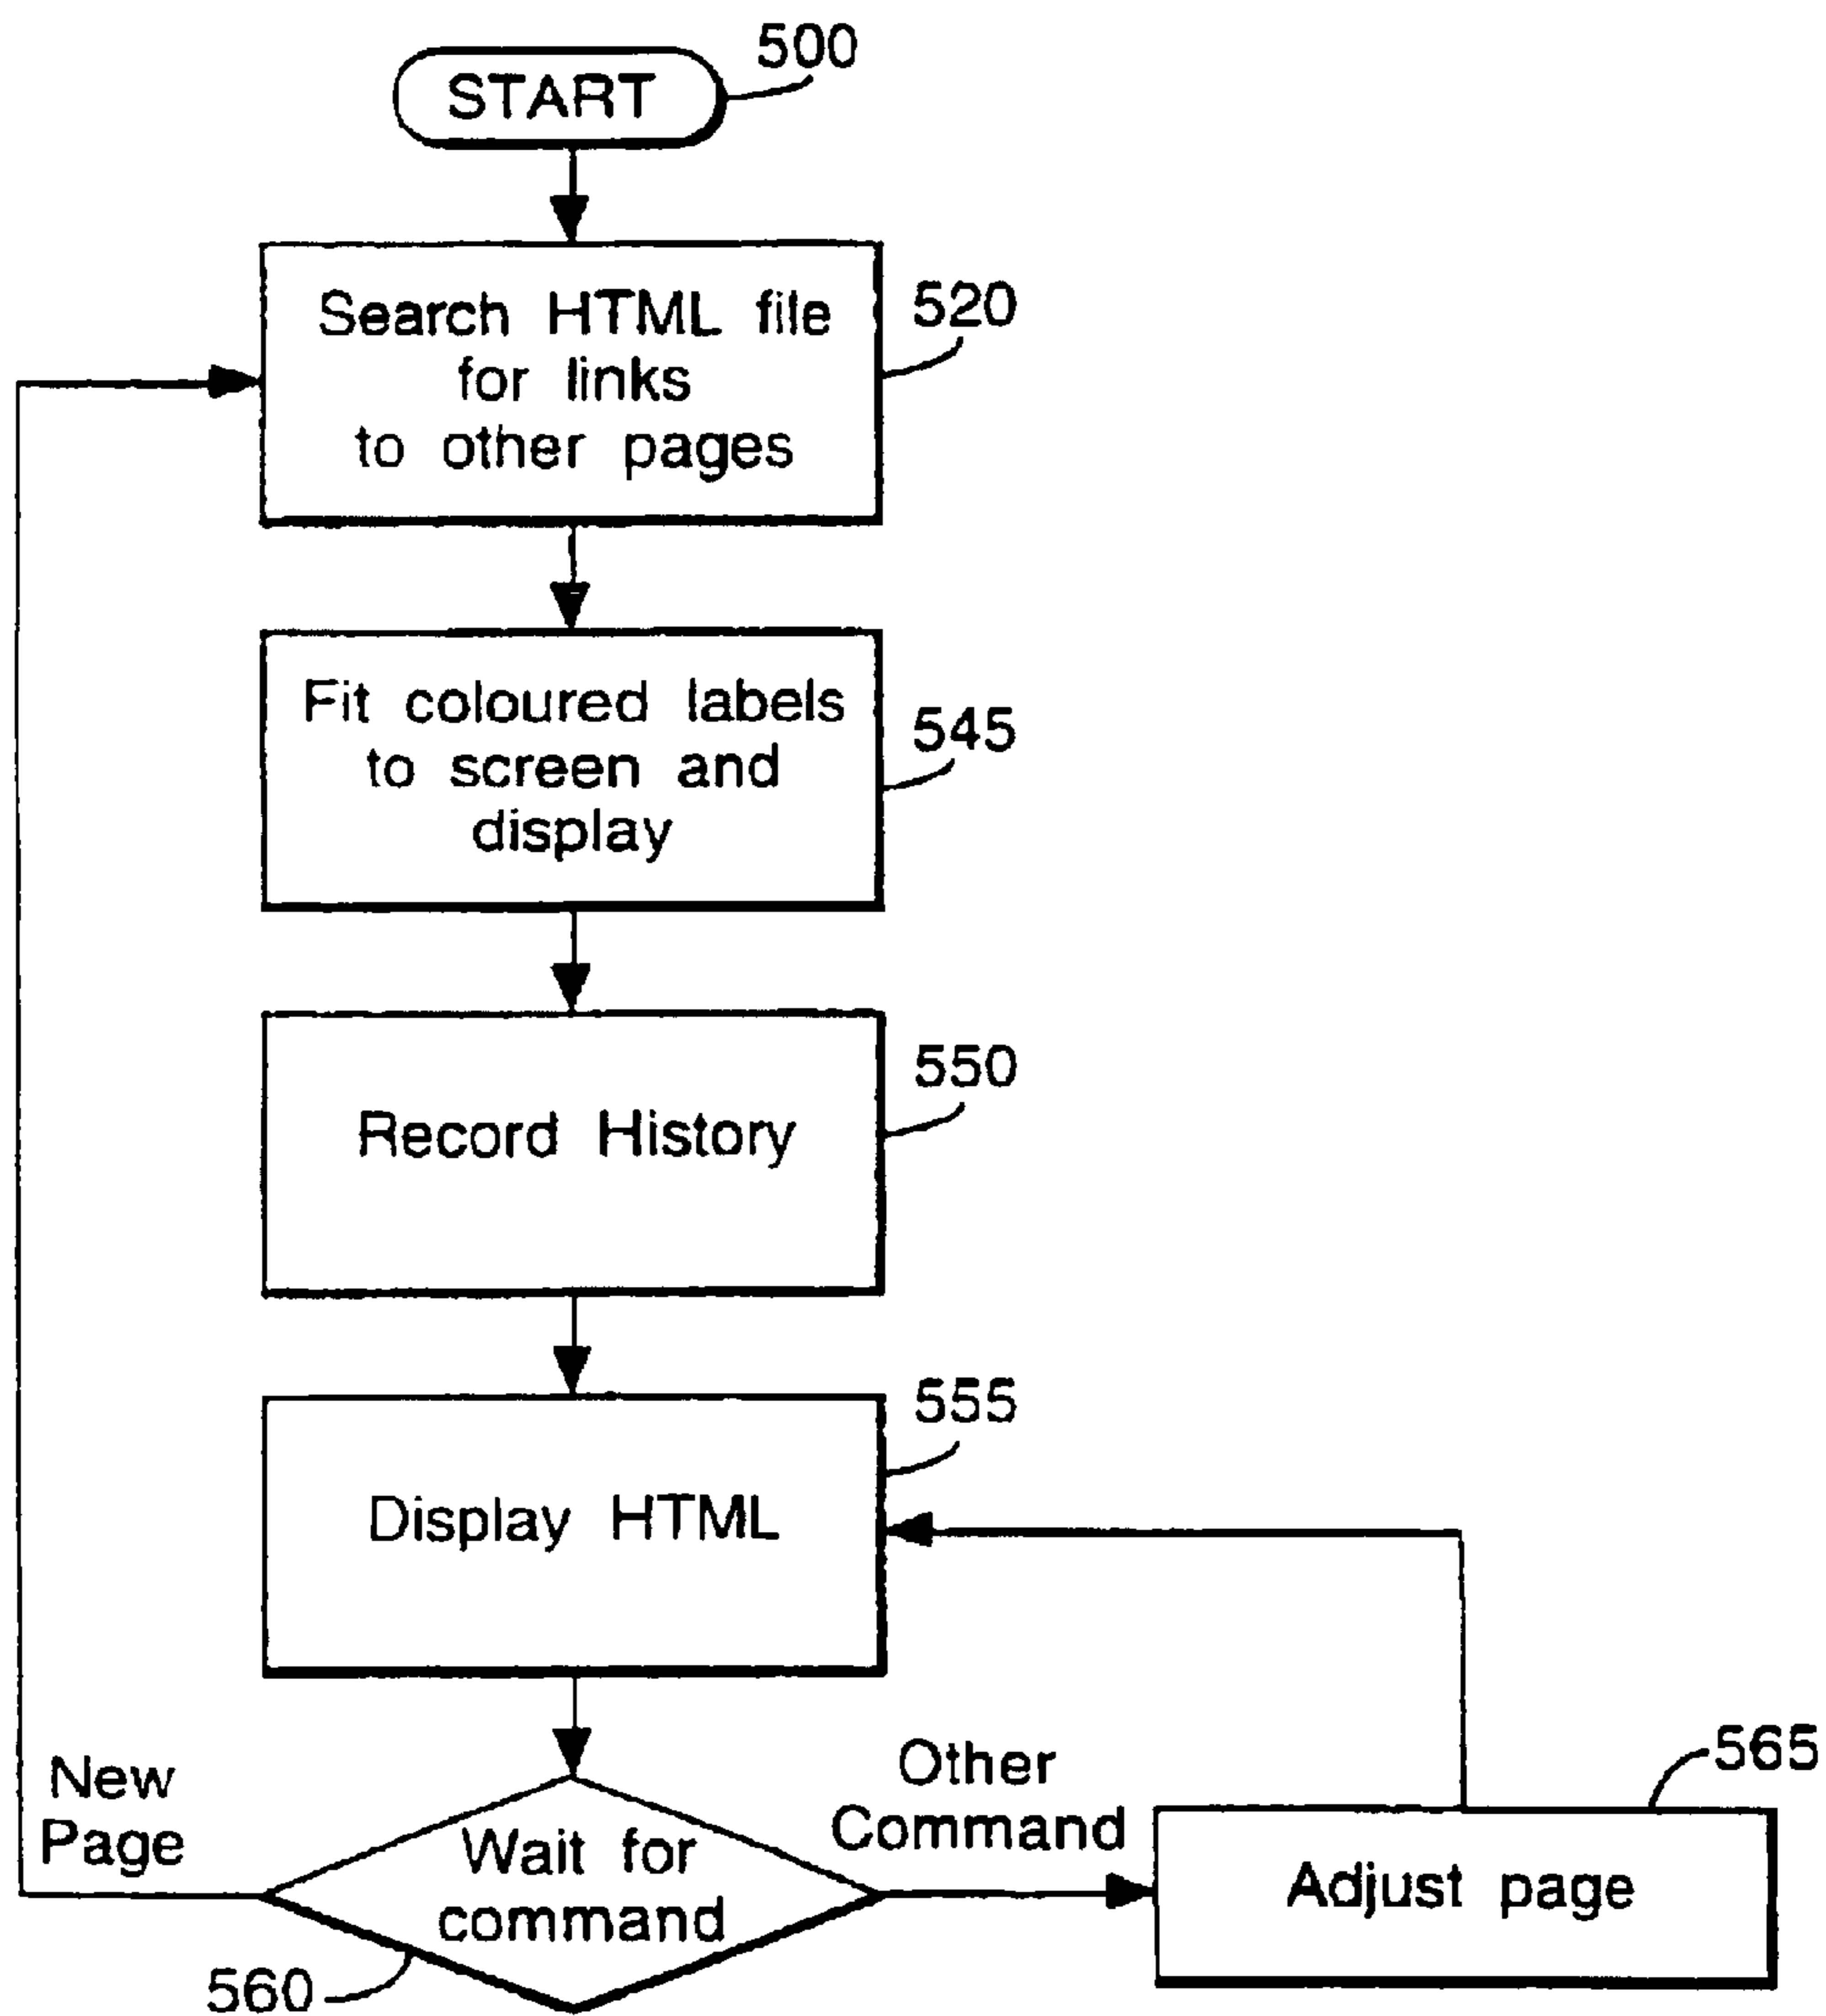 500
START
520
Search HTML file
for links
to other pages
545
Fit coloured labels
to screen and
display
550
Record History
555
Display HTML
New
Page
Wait for
command
560
Other
Command
565
Adjust page